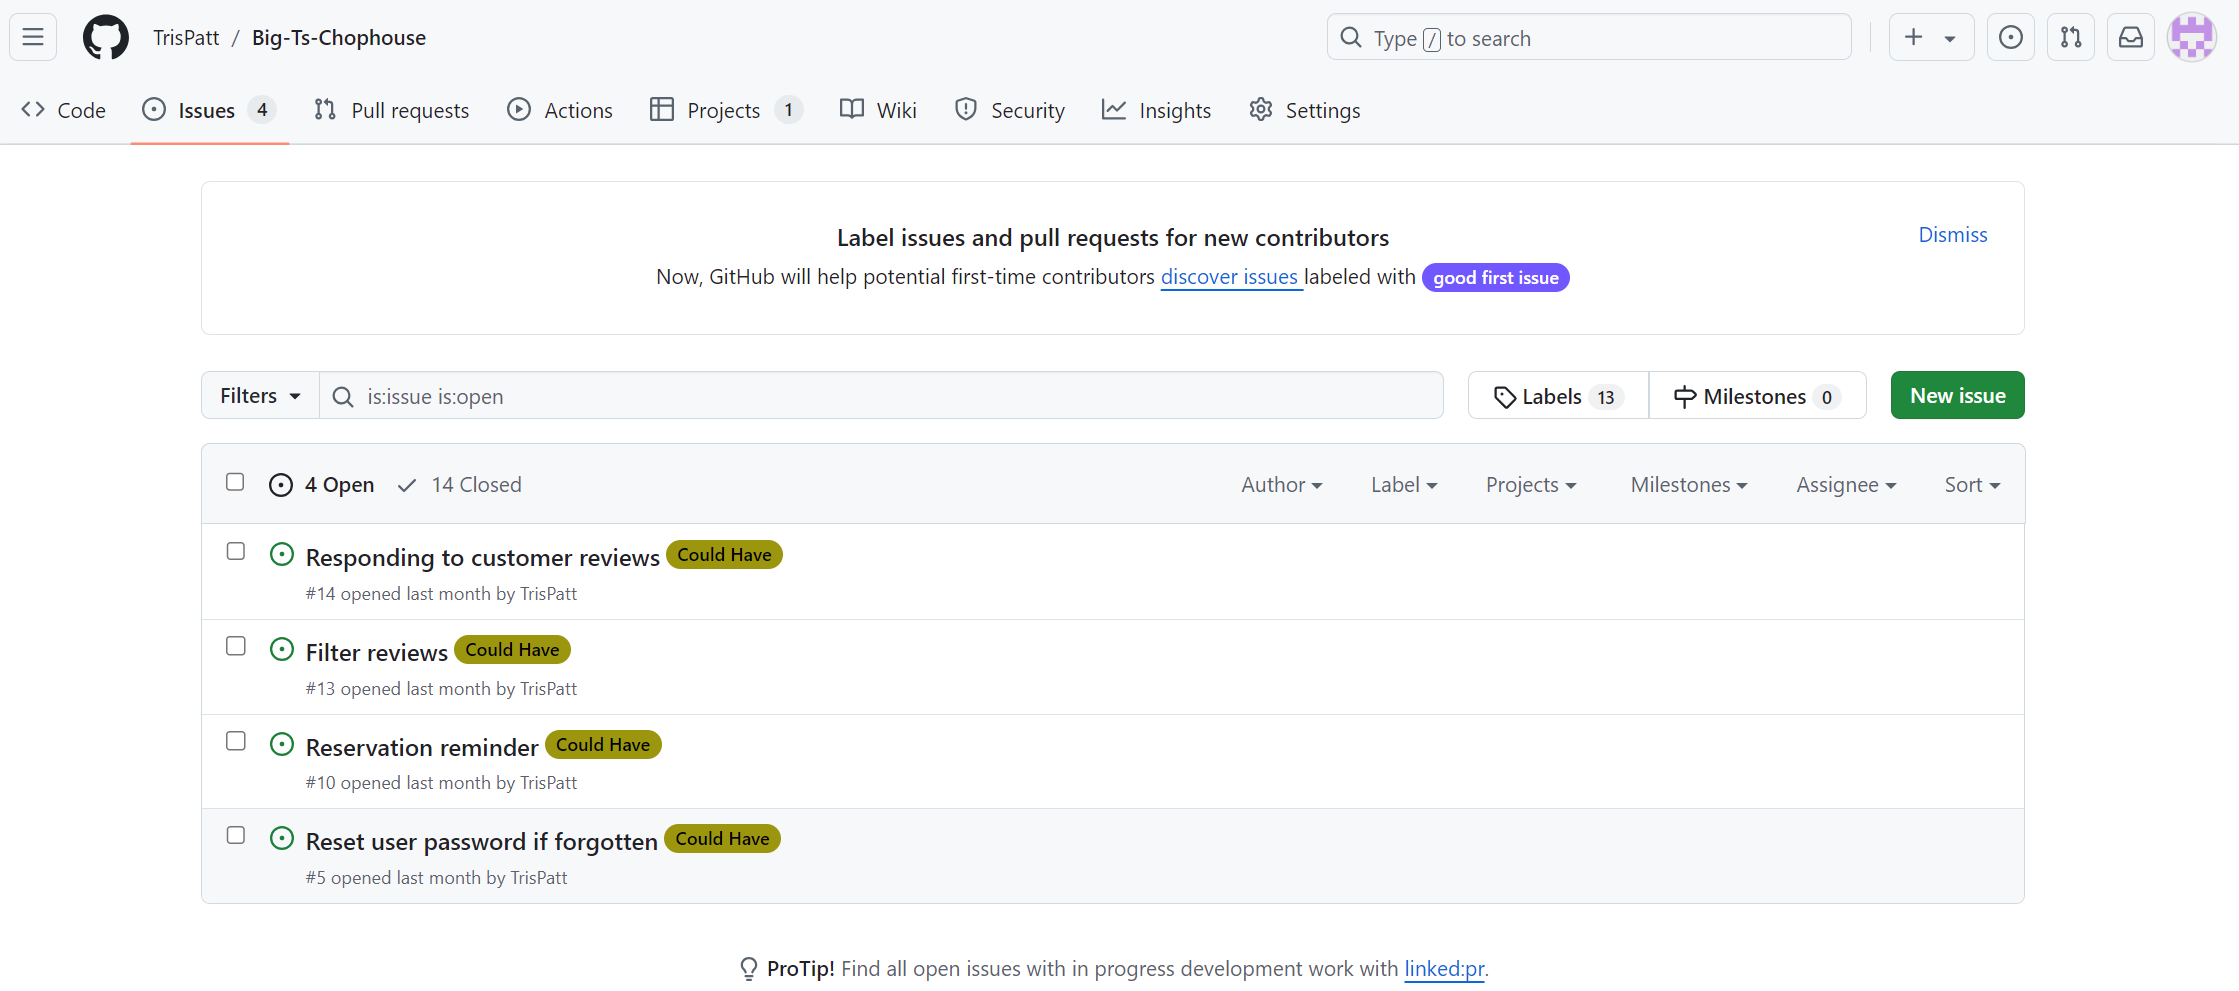 TrisPatt / Big-Ts-Chophouse
Type / to search
Code
Issues 4
Pull requests
Actions
Projects 1
Wiki
Security
Insights
Settings
Label issues and pull requests for new contributors
Dismiss
Now, GitHub will help potential first-time contributors discover issues labeled with good first issue
Filters
is:issue is:open
Labels 13
Milestones 0
New issue
4 Open
14 Closed
Author
Label
Projects
Milestones
Assignee
Sort
Responding to customer reviews Could Have
#14 opened last month by TrisPatt
Filter reviews Could Have
#13 opened last month by TrisPatt
Reservation reminder Could Have
#10 opened last month by TrisPatt
Reset user password if forgotten Could Have
#5 opened last month by TrisPatt
ProTip! Find all open issues with in progress development work with linked:pr.